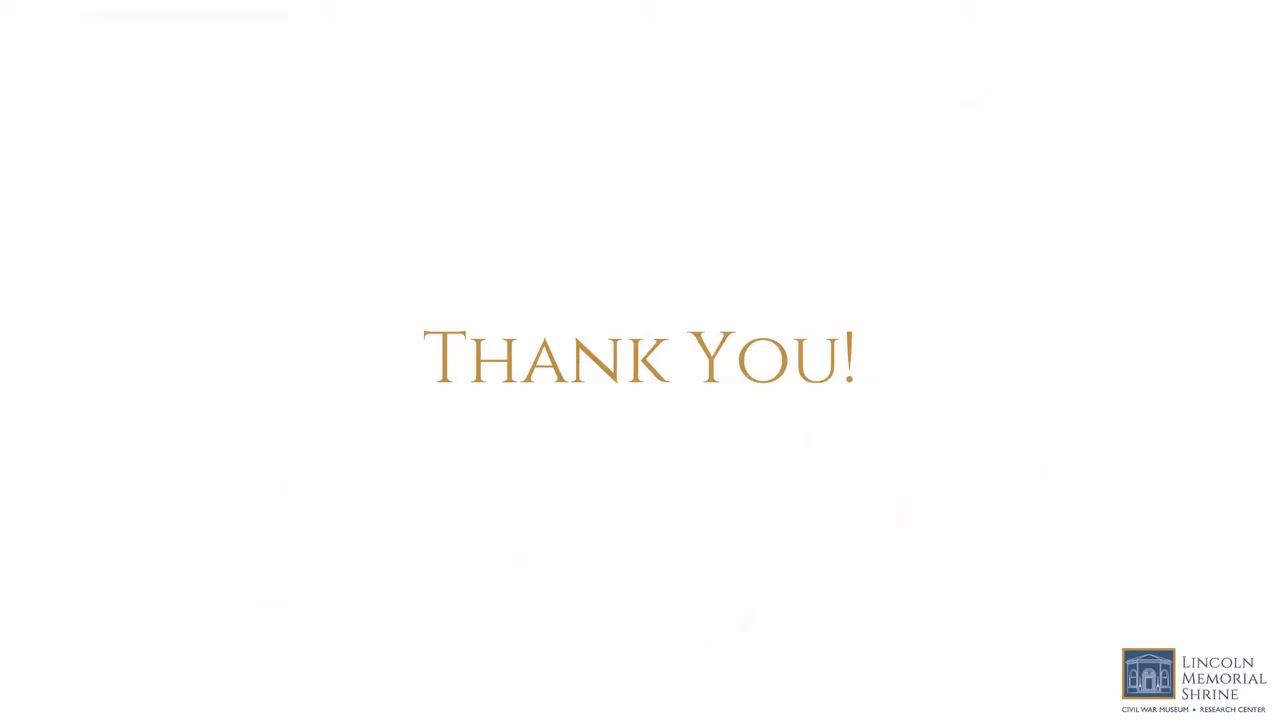 Thank You!
Lincoln
Memorial
Shrine
CIVIL WAR MUSEUM • RESEARCH CENTER